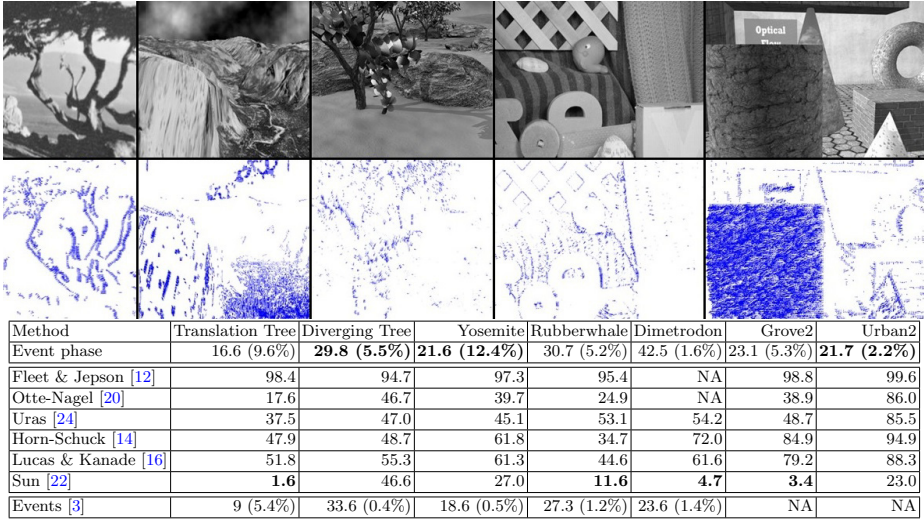 Optical
Flow
Method Translation Tree Diverging Tree Yosemite Rubberwhale Dimetrodon Grove2 Urban2
Event phase 16.6 (9.6%) 29.8 (5.5%) 21.6 (12.4%) 30.7 (5.2%) 42.5 (1.6%) 23.1 (5.3%) 21.7 (2.2%)
Fleet & Jepson [12] 98.4 94.7 97.3 95.4 NA 98.8 99.6
Otte-Nagel [20] 17.6 46.7 39.7 24.9 NA 38.9 86.0
Uras [24] 37.5 47.0 45.1 53.1 54.2 48.7 85.5
Horn-Schuck [14] 47.9 48.7 61.8 34.7 72.0 84.9 94.9
Lucas & Kanade [16] 51.8 55.3 61.3 44.6 61.6 79.2 88.3
Sun [22] 1.6 46.6 27.0 11.6 4.7 3.4 23.0
Events [3] 9 (5.4%) 33.6 (0.4%) 18.6 (0.5%) 27.3 (1.2%) 23.6 (1.4%) NA NA